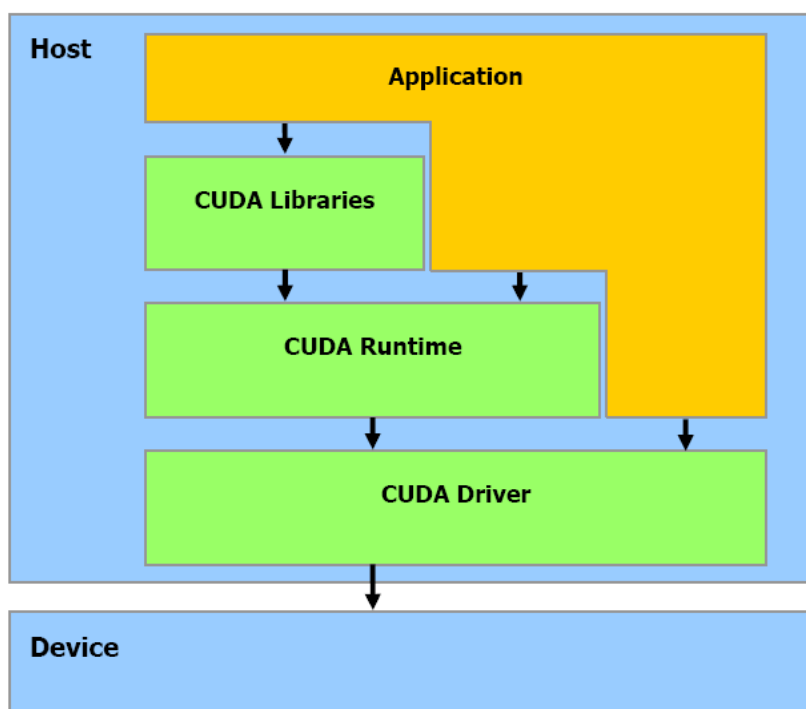 Host
Application
CUDA Libraries
CUDA Runtime
CUDA Driver
Device